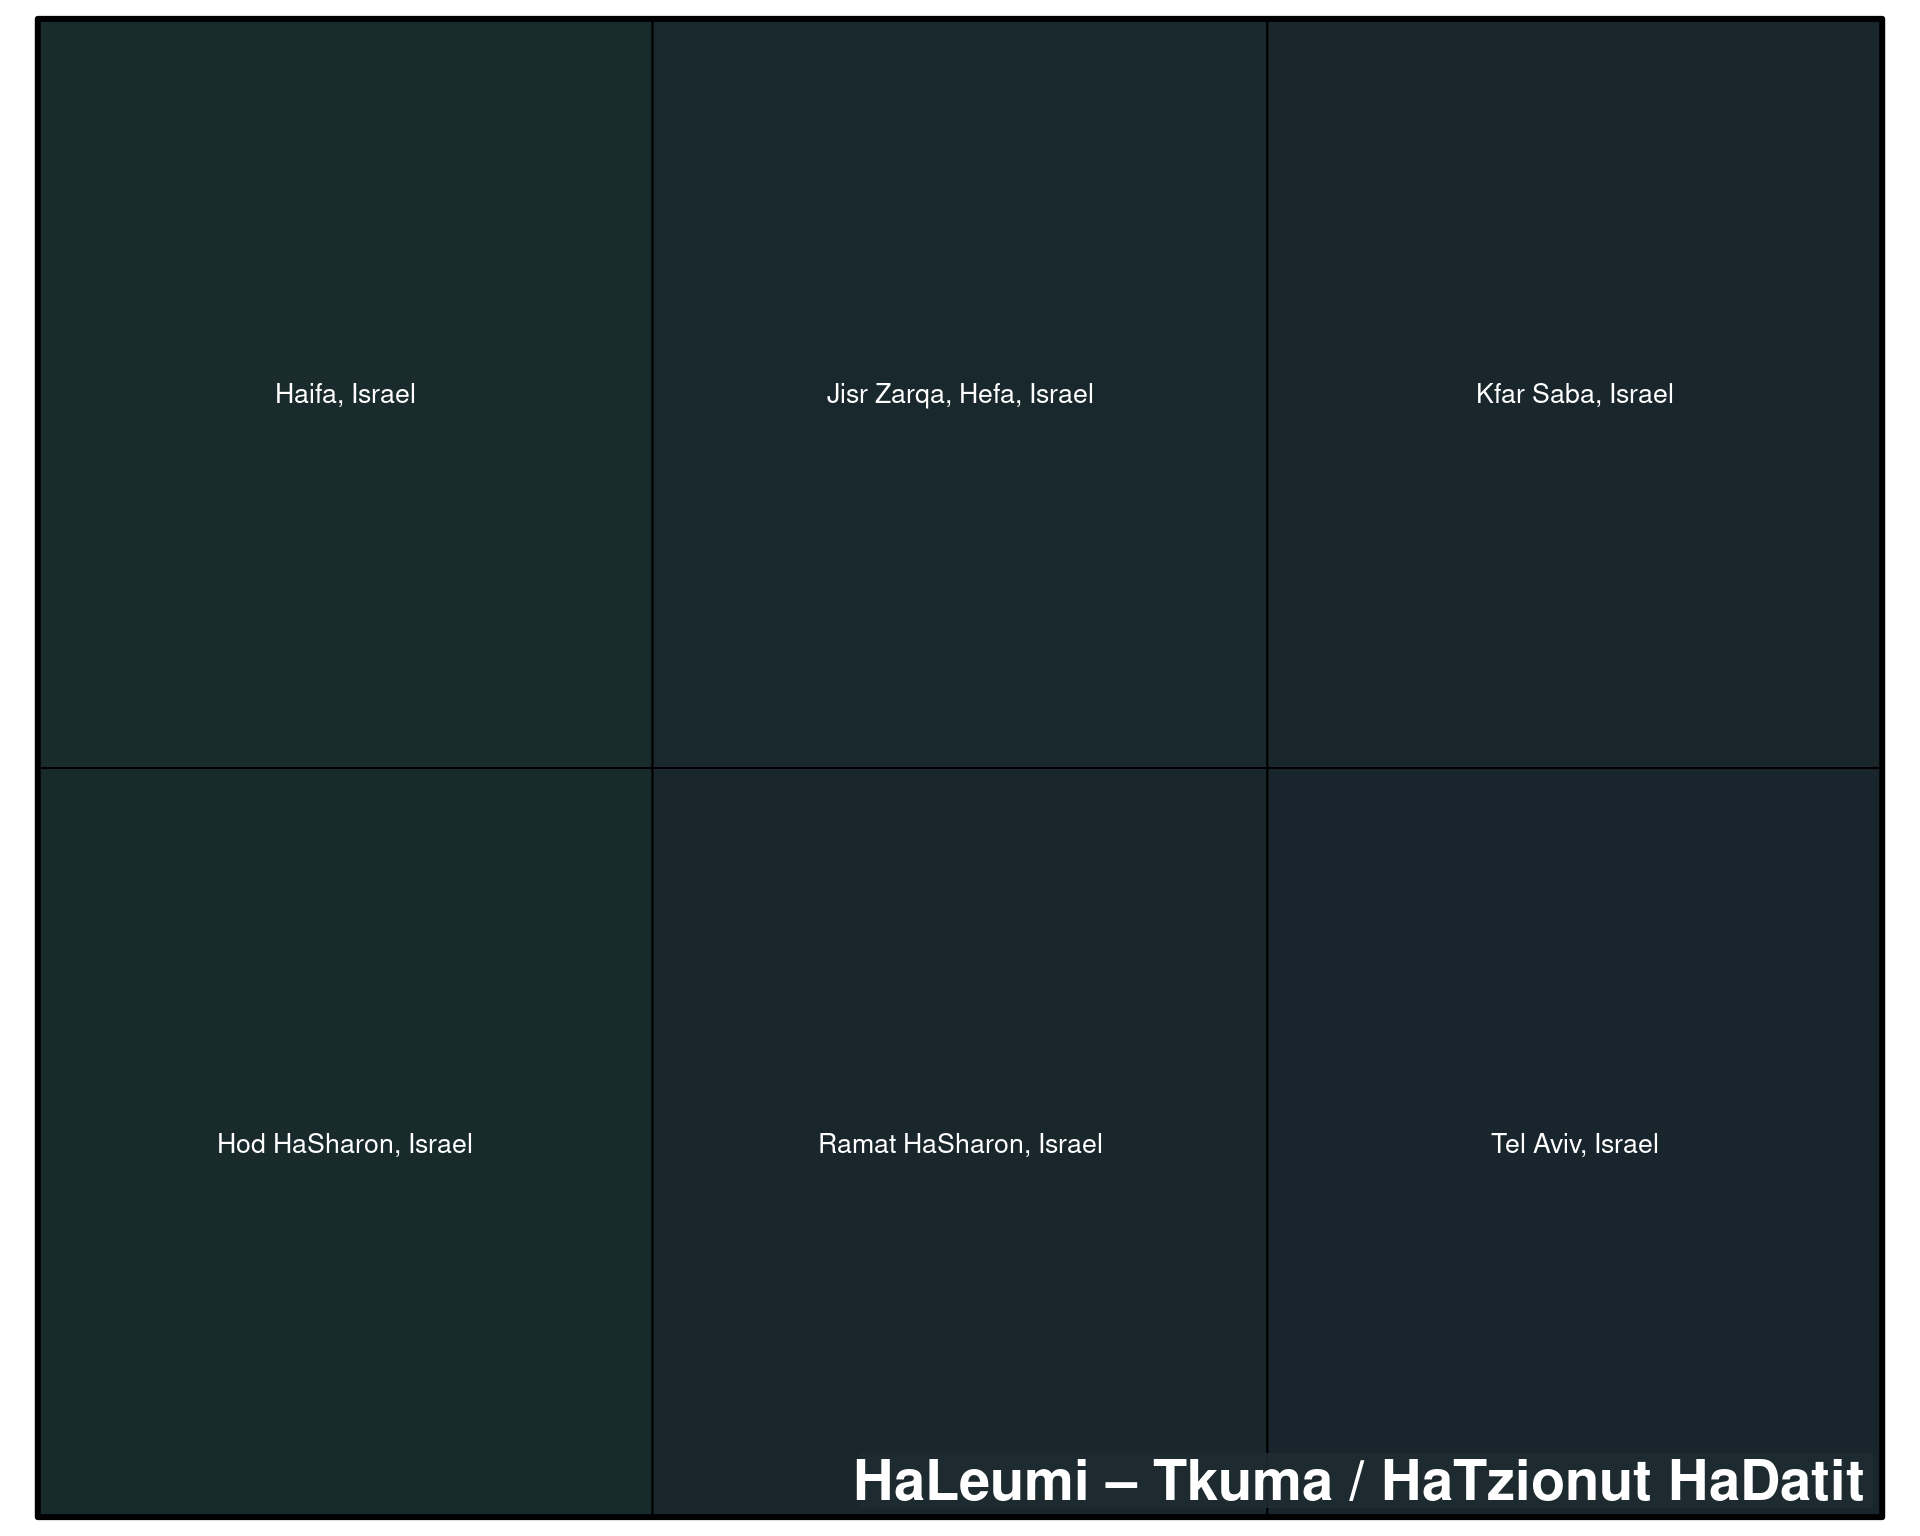 Haifa, Israel
Jisr Zarqa, Hefa, Israel
Kfar Saba, Israel
Hod HaSharon, Israel
Ramat HaSharon, Israel
Tel Aviv, Israel
HaLeumi – Tkuma / HaTzionut HaDatit